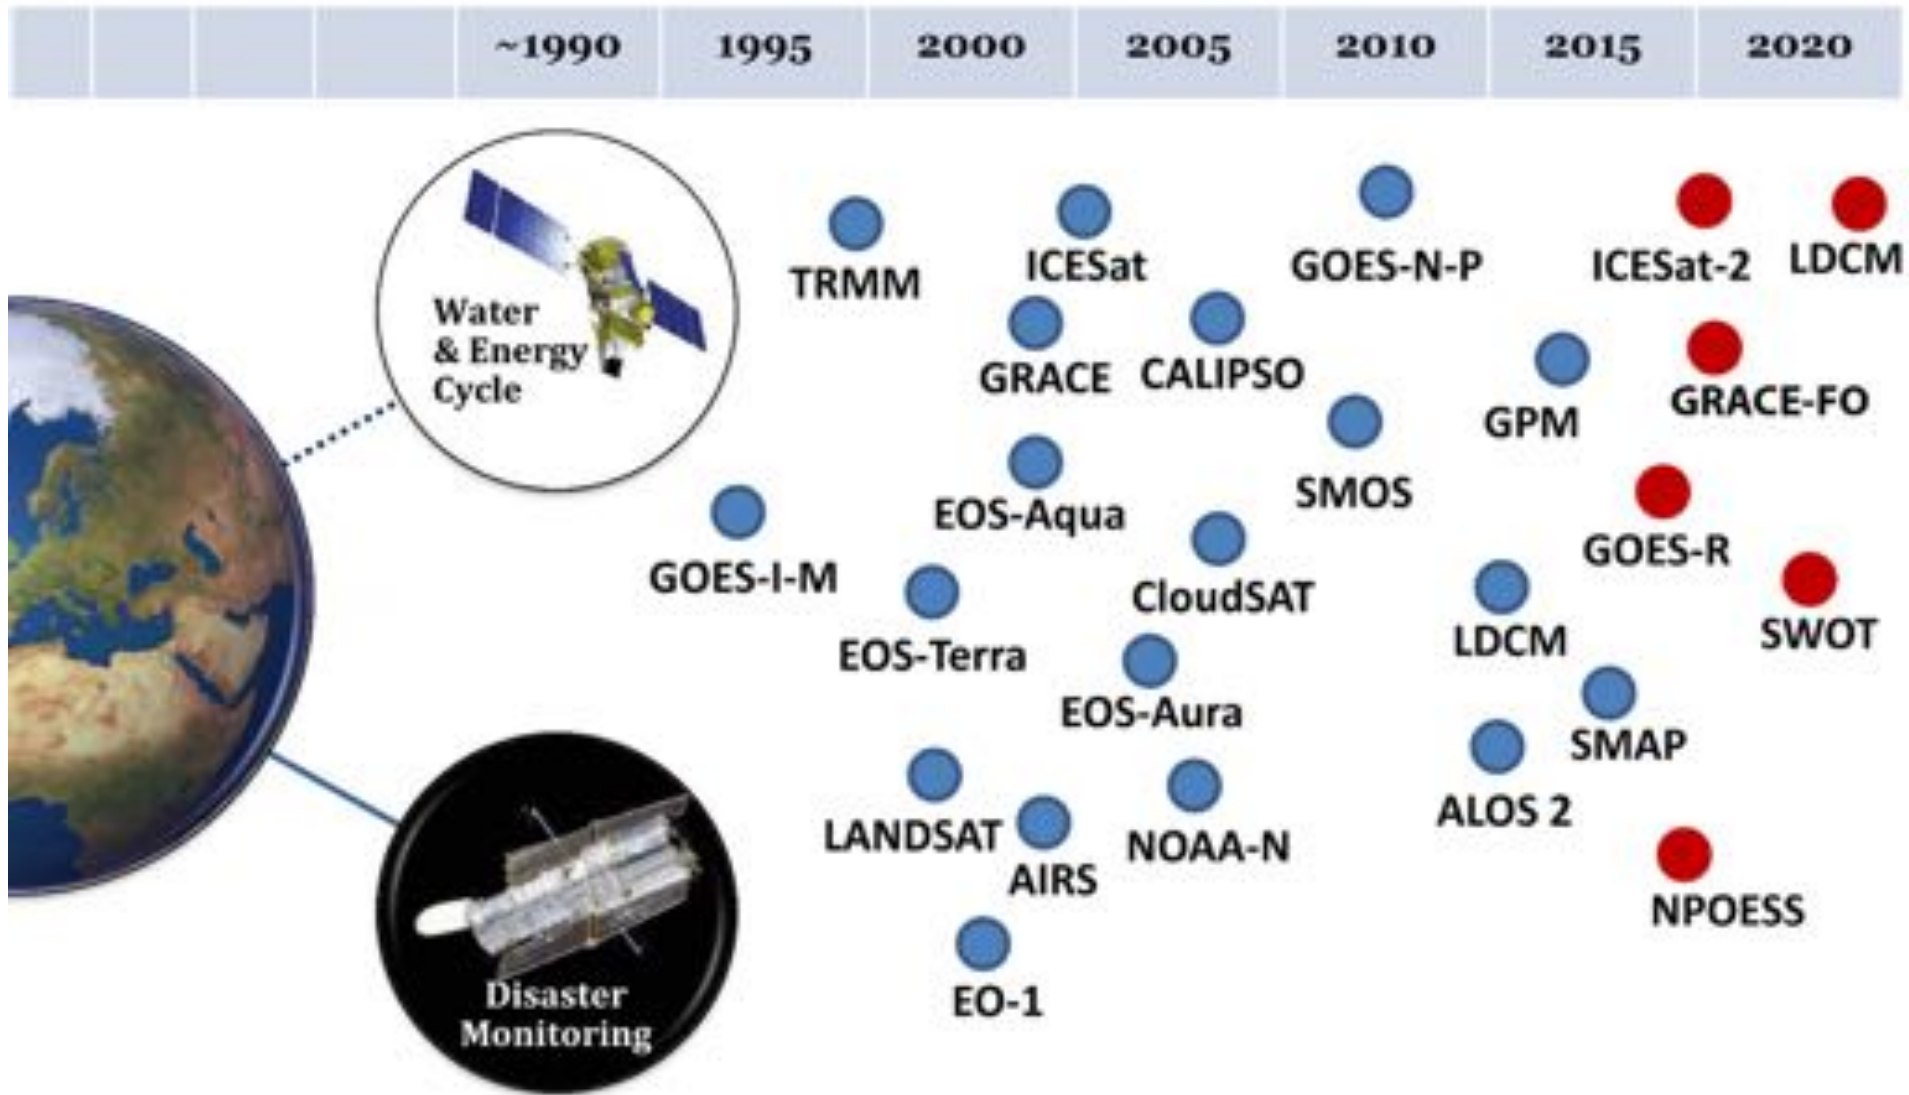 ~1990 1995 2000 2005 2010 2015 2020
Water
& Energy
Cycle
TRMM
ICESat
GOES-N-P
ICESat-2
LDCM
GRACE
CALIPSO
GPM
GRACE-FO
SMOS
EOS-Aqua
GOES-I-M
CloudSAT
GOES-R
EOS-Terra
LDCM
SWOT
EOS-Aura
SMAP
LANDSAT
AIRS
NOAA-N
ALOS 2
NPOESS
EO-1
Disaster
Monitoring